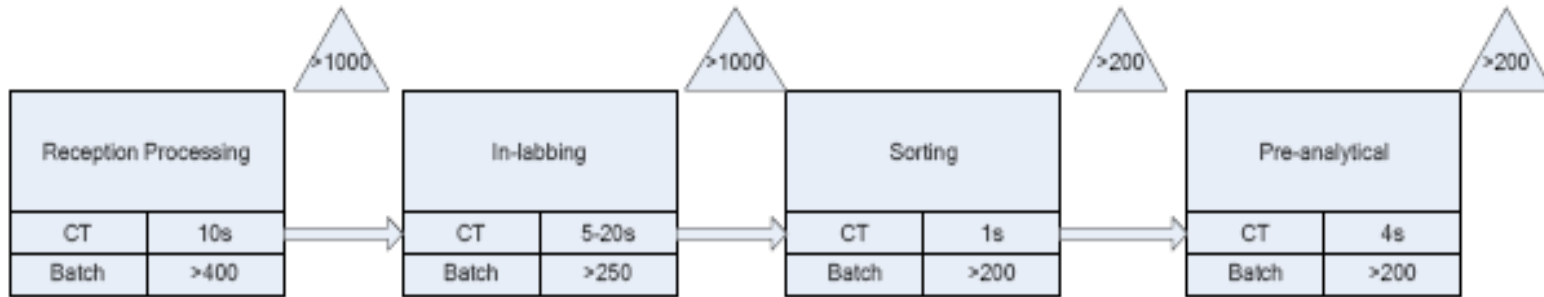 >1000
>1000
>200
>200
Reception Processing
In-labbing
Sorting
Pre-analytical
CT 10s
CT 5-20s
CT 1s
CT 4s
Batch >400
Batch >250
Batch >200
Batch >200